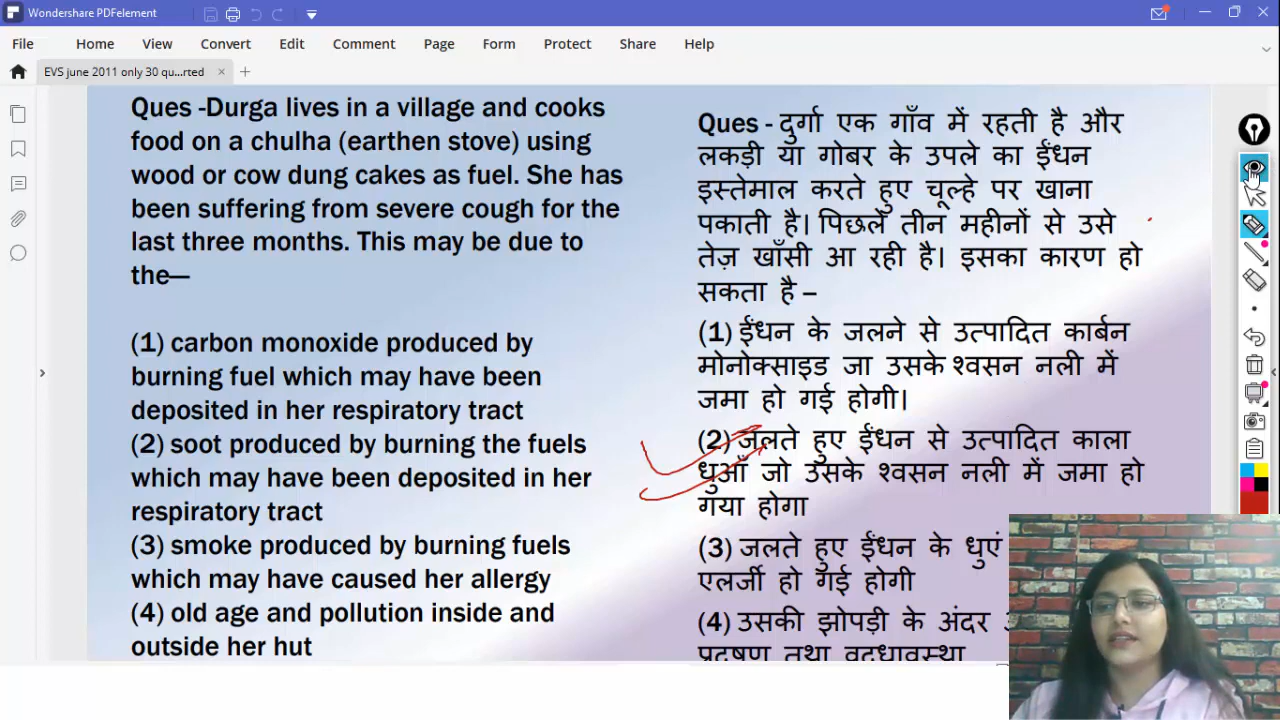 Wondershare PDFelement
File Home View Convert Edit Comment Page Form Protect Share Help
EVS june 2011 only 30 qu...rted
Ques -Durga lives in a village and cooks
food on a chulha (earthen stove) using
wood or cow dung cakes as fuel. She has
been suffering from severe cough for the
last three months. This may be due to
the—
(1) carbon monoxide produced by
burning fuel which may have been
deposited in her respiratory tract
(2) soot produced by burning the fuels
which may have been deposited in her
respiratory tract
(3) smoke produced by burning fuels
which may have caused her allergy
(4) old age and pollution inside and
outside her hut
Ques - दुर्गा एक गाँव में रहती है और
लकड़ी या गोबर के उपले का ईंधन
इस्तेमाल करते हुए चूल्हे पर खाना
पकाती है। पिछले तीन महीनों से उसे
तेज़ खाँसी आ रही है। इसका कारण हो
सकता है –
(1) ईंधन के जलने से उत्पादित कार्बन
मोनोक्साइड जा उसके श्वसन नली में
जमा हो गई होगी।
(2) जलते हुए ईंधन से उत्पादित काला
धुआँ जो उसके श्वसन नली में जमा हो
गया होगा
(3) जलते हुए ईंधन के धुएं
एलर्जी हो गई होगी
(4) उसकी झोपड़ी के अंदर
प्रदूषण तथा वृद्धावस्था